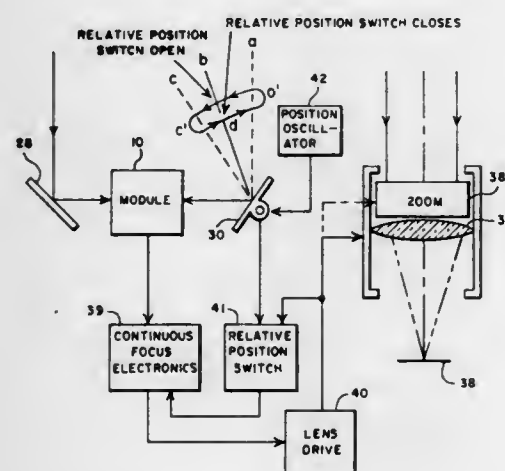 RELATIVE POSITION SWITCH CLOSES
RELATIVE POSITION
SWITCH OPEN
a
b
c
c'
d
o'
42
POSITION
OSCILL-
ATOR
28
10
MODULE
30
38
ZOOM
3
39
CONTINUOUS
FOCUS
ELECTRONICS
41
RELATIVE
POSITION
SWITCH
40
LENS
DRIVE
38